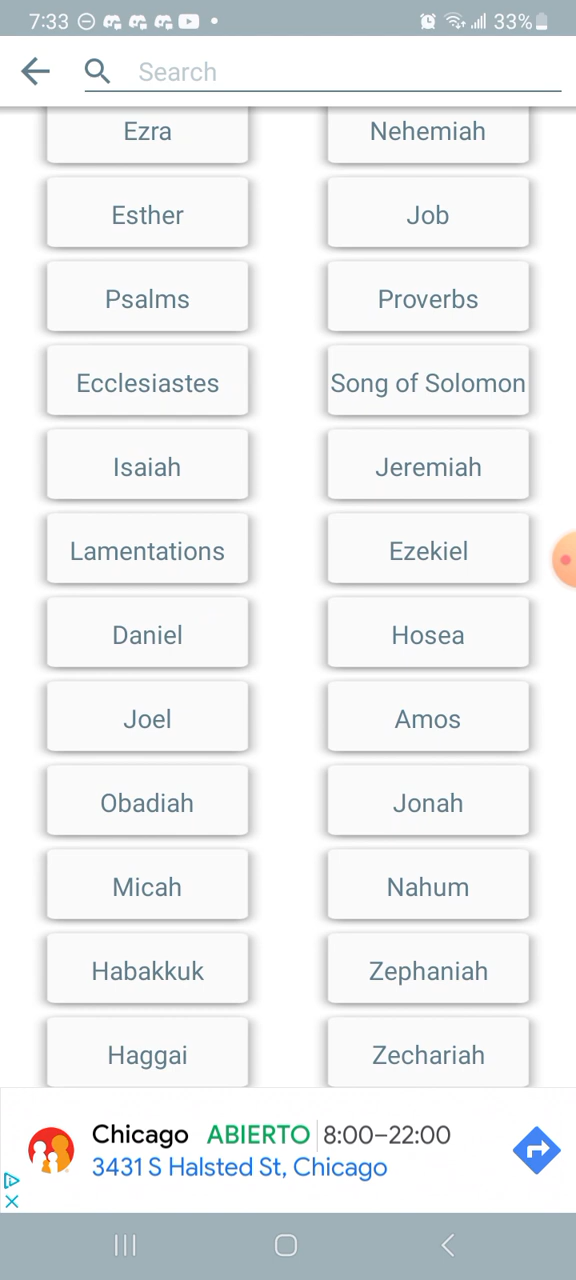 7:33 33%
Search
Ezra Nehemiah
Esther Job
Psalms Proverbs
Ecclesiastes Song of Solomon
Isaiah Jeremiah
Lamentations Ezekiel
Daniel Hosea
Joel Amos
Obadiah Jonah
Micah Nahum
Habakkuk Zephaniah
Haggai Zechariah
Chicago ABIERTO 8:00–22:00
3431 S Halsted St, Chicago